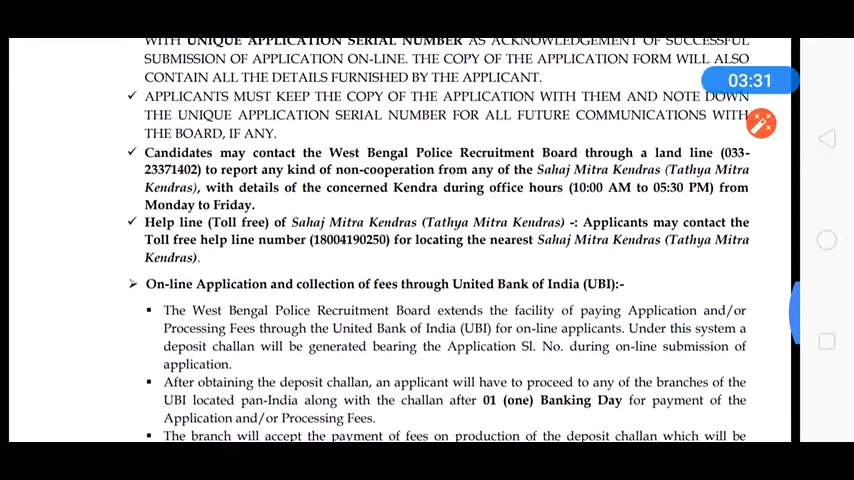 WITH UNIQUE APPLICATION SERIAL NUMBER AS ACKNOWLEDGEMENT OF SUCCESSFUL
SUBMISSION OF APPLICATION ON-LINE. THE COPY OF THE APPLICATION FORM WILL ALSO
CONTAIN ALL THE DETAILS FURNISHED BY THE APPLICANT.
03:31
✓ APPLICANTS MUST KEEP THE COPY OF THE APPLICATION WITH THEM AND NOTE DOWN
THE UNIQUE APPLICATION SERIAL NUMBER FOR ALL FUTURE COMMUNICATIONS WITH
THE BOARD, IF ANY.
✓ Candidates may contact the West Bengal Police Recruitment Board through a land line (033-
23371402) to report any kind of non-cooperation from any of the Sahaj Mitra Kendras (Tathya Mitra
Kendras), with details of the concerned Kendra during office hours (10:00 AM to 05:30 PM) from
Monday to Friday.
✓ Help line (Toll free) of Sahaj Mitra Kendras (Tathya Mitra Kendras) -: Applicants may contact the
Toll free help line number (18004190250) for locating the nearest Sahaj Mitra Kendras (Tathya Mitra
Kendras).
➢ On-line Application and collection of fees through United Bank of India (UBI):-
▪ The West Bengal Police Recruitment Board extends the facility of paying Application and/or
Processing Fees through the United Bank of India (UBI) for on-line applicants. Under this system a
deposit challan will be generated bearing the Application Sl. No. during on-line submission of
application.
▪ After obtaining the deposit challan, an applicant will have to proceed to any of the branches of the
UBI located pan-India along with the challan after 01 (one) Banking Day for payment of the
Application and/or Processing Fees.
▪ The branch will accept the payment of fees on production of the deposit challan which will be